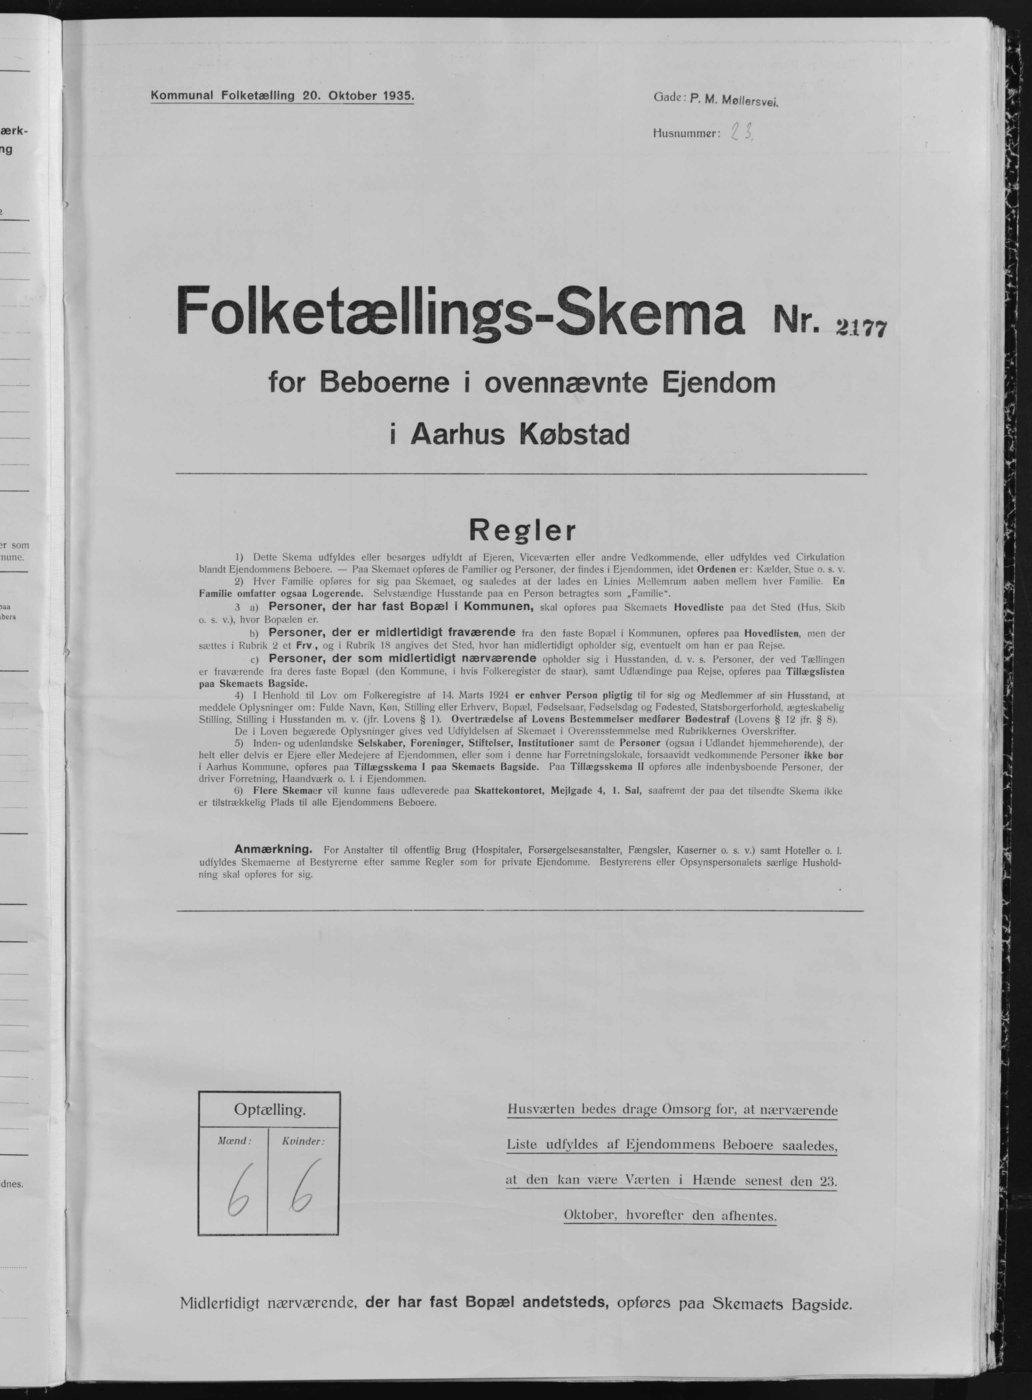 ærk-
ng
er som
mune.
paa
bers
dnes.
Kommunal Folketælling 20. Oktober 1935.
Gade: P. M. Møllersvej.
Husnummer: 23.
Folketællings-Skema Nr. 2177
for Beboerne i ovennævnte Ejendom
i Aarhus Købstad
Regler
1) Dette Skema udfyldes eller besørges udfyldt af Ejeren, Viceværten eller andre Vedkommende, eller udfyldes ved Cirkulation
blandt Ejendommens Beboere. — Paa Skemaet opføres de Familier og Personer, der findes i Ejendommen, idet Ordenen er: Kælder, Stue o. s. v.
2) Hver Familie opføres for sig paa Skemaet, og saaledes at der lades en Linies Mellemrum aaben mellem hver Familie. En
Familie omfatter ogsaa Logerende. Selvstændige Husstande paa en Person betragtes som „Familie“.
3 a) Personer, der har fast Bopæl i Kommunen, skal opføres paa Skemaets Hovedliste paa det Sted (Hus, Skib
o. s. v.), hvor Bopælen er.
b) Personer, der er midlertidigt fraværende fra den faste Bopæl i Kommunen, opføres paa Hovedlisten, men der
sættes i Rubrik 2 et Frv., og i Rubrik 18 angives det Sted, hvor han midlertidigt opholder sig, eventuelt om han er paa Rejse.
c) Personer, der som midlertidigt nærværende opholder sig i Husstanden, d. v. s. Personer, der ved Tællingen
er fraværende fra deres faste Bopæl (den Kommune, i hvis Folkeregister de staar), samt Udlændinge paa Rejse, opføres paa Tillægslisten
paa Skemaets Bagside.
4) I Henhold til Lov om Folkeregistre af 14. Marts 1924 er enhver Person pligtig til for sig og Medlemmer af sin Husstand, at
meddele Oplysninger om: Fulde Navn, Køn, Stilling eller Erhverv, Bopæl, Fødselsaar, Fødselsdag og Fødested, Statsborgerforhold, ægteskabelig
Stilling, Stilling i Husstanden m. v. (jfr. Lovens § 1). Overtrædelse af Lovens Bestemmelser medfører Bødestraf (Lovens § 12 jfr. § 8).
De i Loven begærede Oplysninger gives ved Udfyldelsen af Skemaet i Overensstemmelse med Rubrikkernes Overskrifter.
5) Inden- og udenlandske Selskaber, Foreninger, Stiftelser, Institutioner samt de Personer (ogsaa i Udlandet hjemmehørende), der
helt eller delvis er Ejere eller Medejere af Ejendommen, eller som i denne har Forretningslokale, forsaavidt vedkommende Personer ikke bor
i Aarhus Kommune, opføres paa Tillægsskema I paa Skemaets Bagside. Paa Tillægsskema II opføres alle indenbysboende Personer, der
driver Forretning, Haandværk o. l. i Ejendommen.
6) Flere Skemaer vil kunne faas udleverede paa Skattekontoret, Mejlgade 4, 1. Sal, saafremt der paa det tilsendte Skema ikke
er tilstrækkelig Plads til alle Ejendommens Beboere.
Anmærkning. For Anstalter til offentlig Brug (Hospitaler, Forsørgelsesanstalter, Fængsler, Kaserner o. s. v.) samt Hoteller o. l.
udfyldes Skemaerne af Bestyrerne efter samme Regler som for private Ejendomme. Bestyrerens eller Opsynspersonalets særlige Hushold-
ning skal opføres for sig.
Optælling.
Mænd: Kvinder:
6 6
Husværten bedes drage Omsorg for, at nærværende
Liste udfyldes af Ejendommens Beboere saaledes,
at den kan være Værten i Hænde senest den 23.
Oktober, hvorefter den afhentes.
Midlertidigt nærværende, der har fast Bopæl andetsteds, opføres paa Skemaets Bagside.